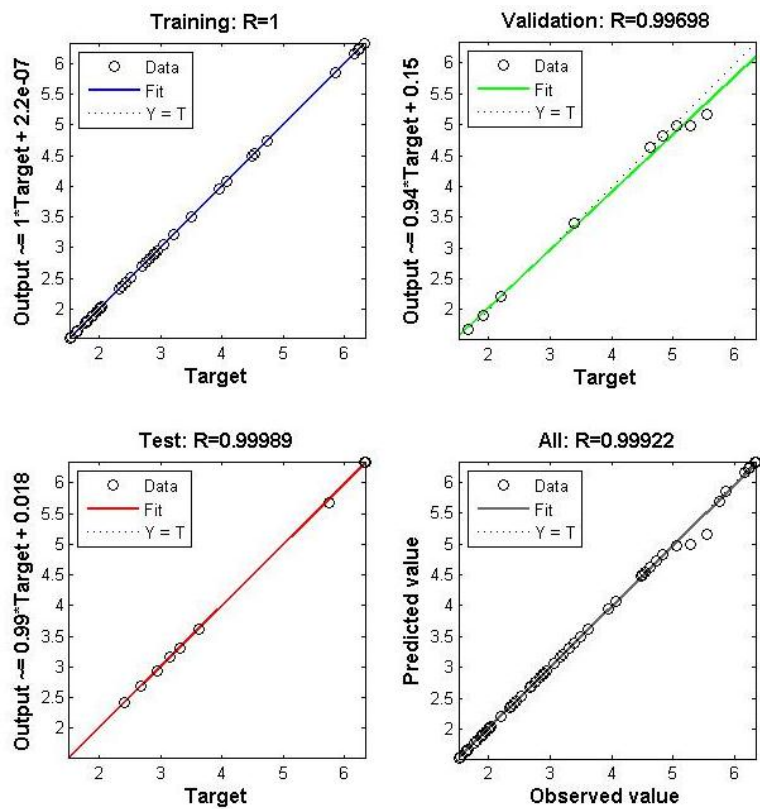 Training: R=1
Output ~= 1*Target + 2.2e-07
6
5.5
5
4.5
4
3.5
3
2.5
2
Data
Fit
Y = T
2
3
4
5
6
Target
Validation: R=0.99698
Output ~= 0.94*Target + 0.15
6
5.5
5
4.5
4
3.5
3
2.5
2
Data
Fit
Y = T
2
3
4
5
6
Target
Test: R=0.99989
Output ~= 0.99*Target + 0.018
6
5.5
5
4.5
4
3.5
3
2.5
2
Data
Fit
Y = T
2
3
4
5
6
Target
All: R=0.99922
Predicted value
6
5.5
5
4.5
4
3.5
3
2.5
2
Data
Fit
Y = T
2
3
4
5
6
Observed value